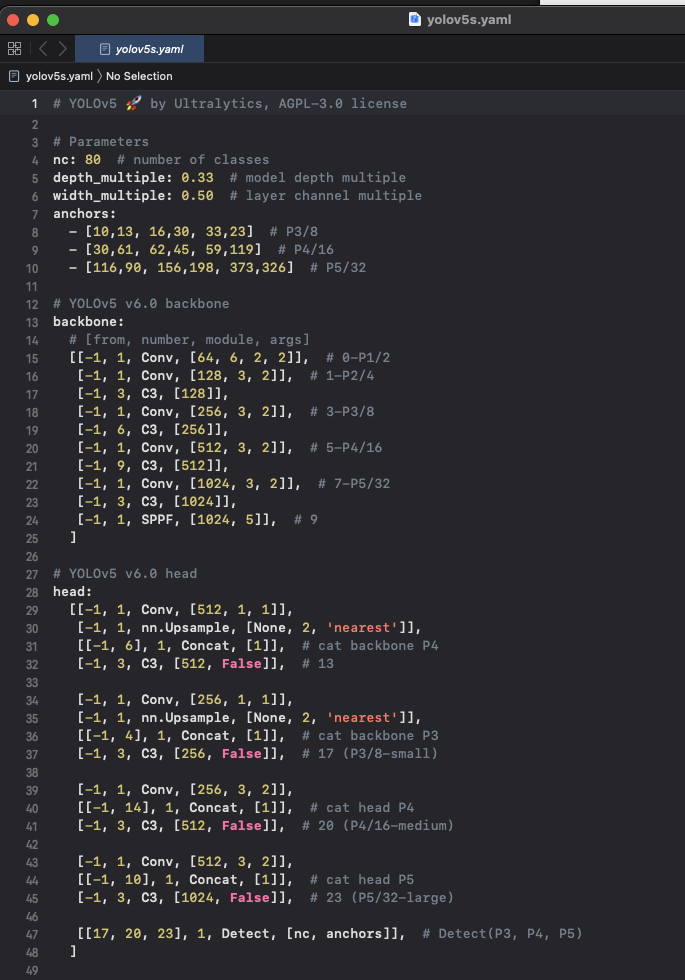 yolov5s.yaml
yolov5s.yaml
yolov5s.yaml 〉No Selection
1 # YOLOv5 🚀 by Ultralytics, AGPL-3.0 license
2
3 # Parameters
4 nc: 80  # number of classes
5 depth_multiple: 0.33  # model depth multiple
6 width_multiple: 0.50  # layer channel multiple
7 anchors:
8   - [10,13, 16,30, 33,23]  # P3/8
9   - [30,61, 62,45, 59,119]  # P4/16
10   - [116,90, 156,198, 373,326]  # P5/32
11
12 # YOLOv5 v6.0 backbone
13 backbone:
14   # [from, number, module, args]
15   [[-1, 1, Conv, [64, 6, 2, 2]],  # 0-P1/2
16    [-1, 1, Conv, [128, 3, 2]],  # 1-P2/4
17    [-1, 3, C3, [128]],
18    [-1, 1, Conv, [256, 3, 2]],  # 3-P3/8
19    [-1, 6, C3, [256]],
20    [-1, 1, Conv, [512, 3, 2]],  # 5-P4/16
21    [-1, 9, C3, [512]],
22    [-1, 1, Conv, [1024, 3, 2]],  # 7-P5/32
23    [-1, 3, C3, [1024]],
24    [-1, 1, SPPF, [1024, 5]],  # 9
25   ]
26
27 # YOLOv5 v6.0 head
28 head:
29   [[-1, 1, Conv, [512, 1, 1]],
30    [-1, 1, nn.Upsample, [None, 2, 'nearest']],
31    [[-1, 6], 1, Concat, [1]],  # cat backbone P4
32    [-1, 3, C3, [512, False]],  # 13
33
34    [-1, 1, Conv, [256, 1, 1]],
35    [-1, 1, nn.Upsample, [None, 2, 'nearest']],
36    [[-1, 4], 1, Concat, [1]],  # cat backbone P3
37    [-1, 3, C3, [256, False]],  # 17 (P3/8-small)
38
39    [-1, 1, Conv, [256, 3, 2]],
40    [[-1, 14], 1, Concat, [1]],  # cat head P4
41    [-1, 3, C3, [512, False]],  # 20 (P4/16-medium)
42
43    [-1, 1, Conv, [512, 3, 2]],
44    [[-1, 10], 1, Concat, [1]],  # cat head P5
45    [-1, 3, C3, [1024, False]],  # 23 (P5/32-large)
46
47    [[17, 20, 23], 1, Detect, [nc, anchors]],  # Detect(P3, P4, P5)
48   ]
49